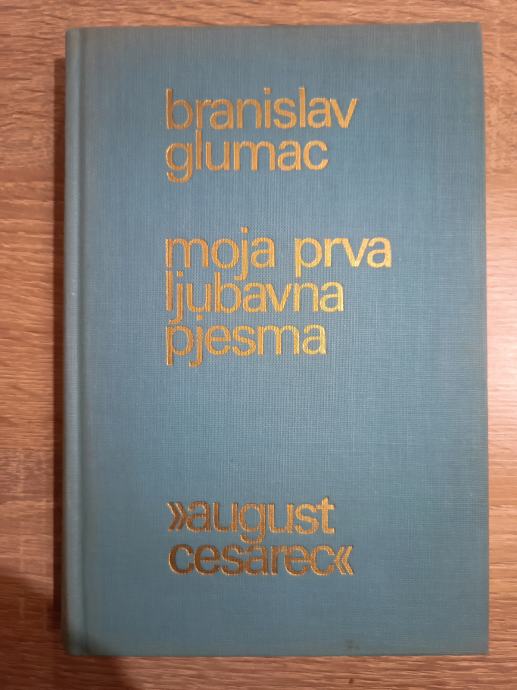 branislav
glumac
moja prva
ljubavna
pjesma
»august
cesarec«